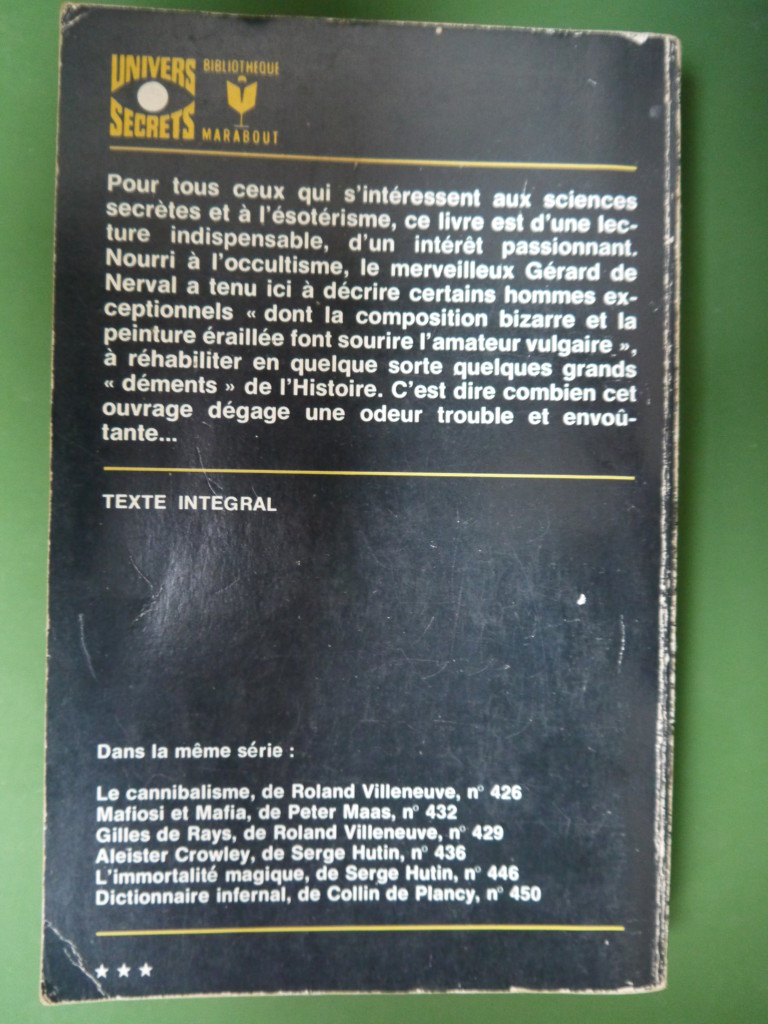 UNIVERS SECRETS
BIBLIOTHEQUE MARABOUT
Pour tous ceux qui s'intéressent aux sciences
secrètes et à l'ésotérisme, ce livre est d'une lec-
ture indispensable, d'un intérêt passionnant.
Nourri à l'occultisme, le merveilleux Gérard de
Nerval a tenu ici à décrire certains hommes ex-
ceptionnels « dont la composition bizarre et la
peinture éraillée font sourire l'amateur vulgaire »,
à réhabiliter en quelque sorte quelques grands
« déments » de l'Histoire. C'est dire combien cet
ouvrage dégage une odeur trouble et envoû-
tante...
TEXTE INTEGRAL
Dans la même série :
Le cannibalisme, de Roland Villeneuve, n° 426
Mafiosi et Mafia, de Peter Maas, n° 432
Gilles de Rays, de Roland Villeneuve, n° 429
Aleister Crowley, de Serge Hutin, n° 436
L'immortalité magique, de Serge Hutin, n° 446
Dictionnaire infernal, de Collin de Plancy, n° 450
★★★